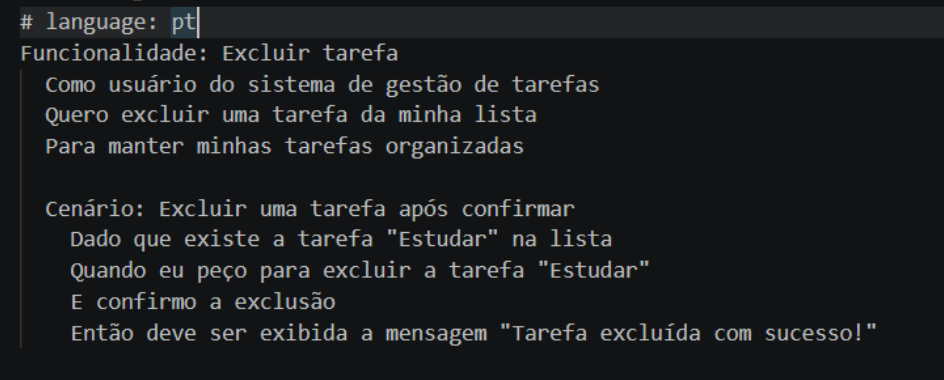 # language: pt
Funcionalidade: Excluir tarefa
Como usuário do sistema de gestão de tarefas
Quero excluir uma tarefa da minha lista
Para manter minhas tarefas organizadas
Cenário: Excluir uma tarefa após confirmar
Dado que existe a tarefa "Estudar" na lista
Quando eu peço para excluir a tarefa "Estudar"
E confirmo a exclusão
Então deve ser exibida a mensagem "Tarefa excluída com sucesso!"